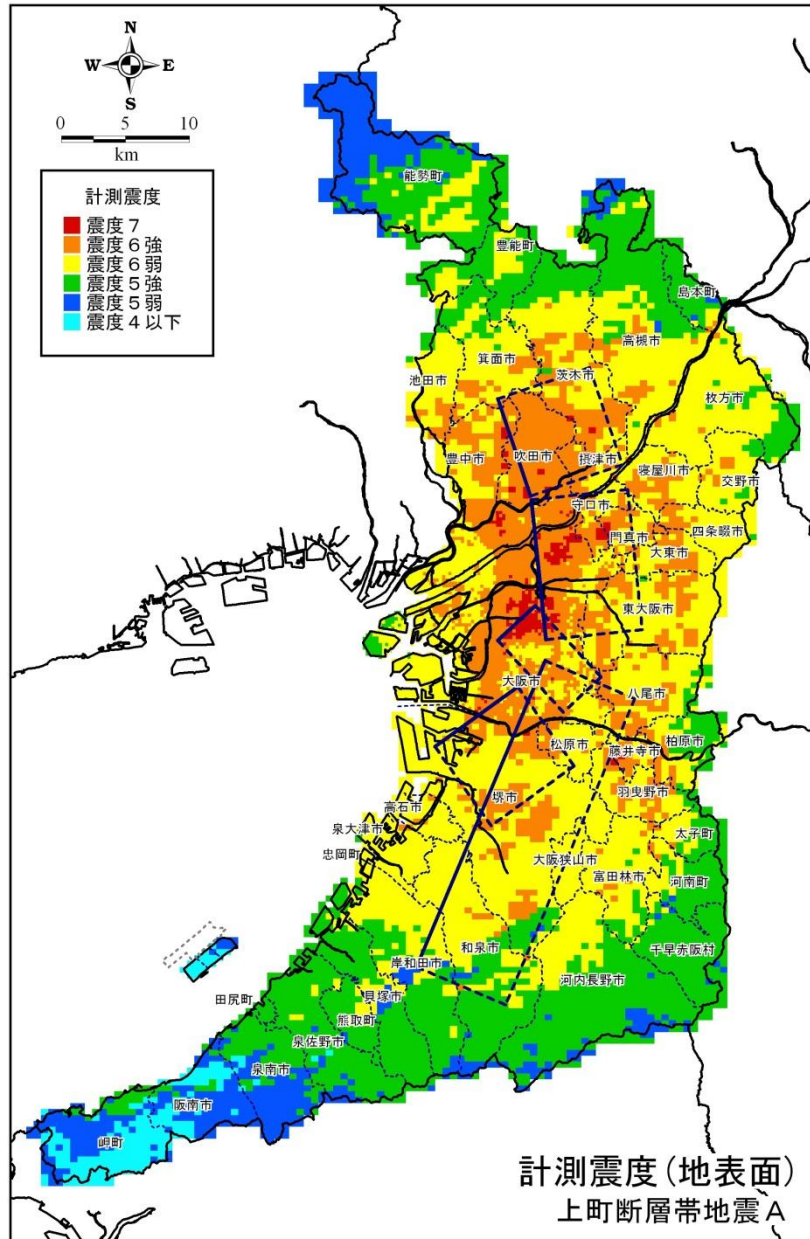 N
W E
S
0 5 10
km
計測震度
震度7
震度6強
震度6弱
震度5強
震度5弱
震度4以下
能勢町
豊能町
島本町
高槻市
箕面市
茨木市
池田市
枚方市
豊中市
吹田市
摂津市
寝屋川市
交野市
守口市
門真市
四条畷市
大東市
東大阪市
大阪市
八尾市
松原市
藤井寺市
柏原市
羽曳野市
堺市
高石市
泉大津市
忠岡町
太子町
大阪狭山市
富田林市
河南町
和泉市
千早赤阪村
岸和田市
河内長野市
貝塚市
田尻町
熊取町
泉佐野市
泉南市
阪南市
岬町
計測震度(地表面)
上町断層帯地震A